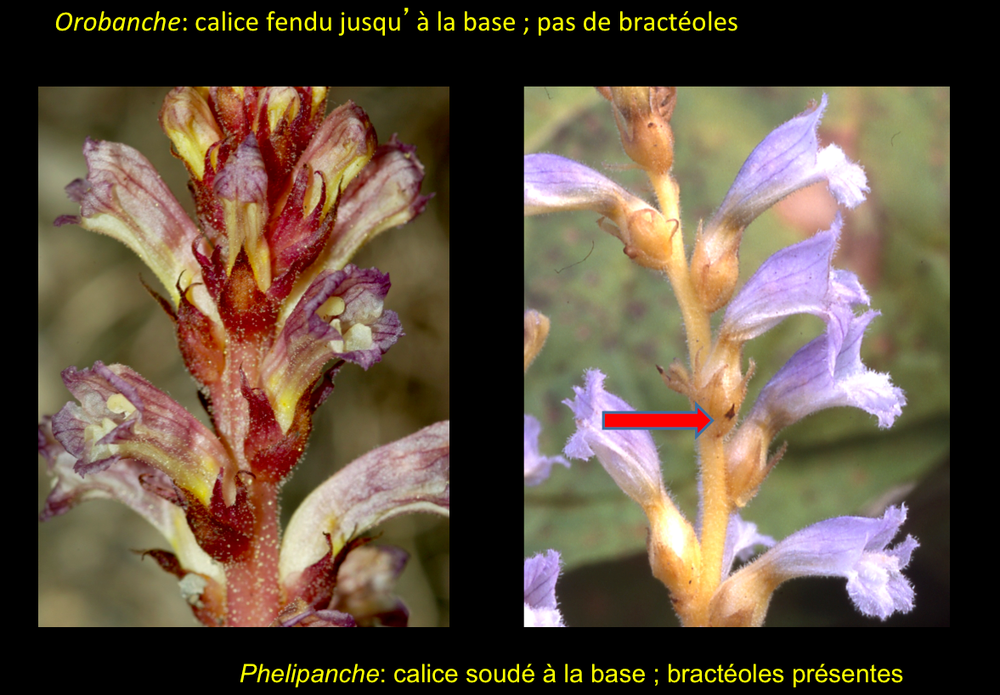 Orobanche: calice fendu jusqu’à la base ; pas de bractéoles
Phelipanche: calice soudé à la base ; bractéoles présentes